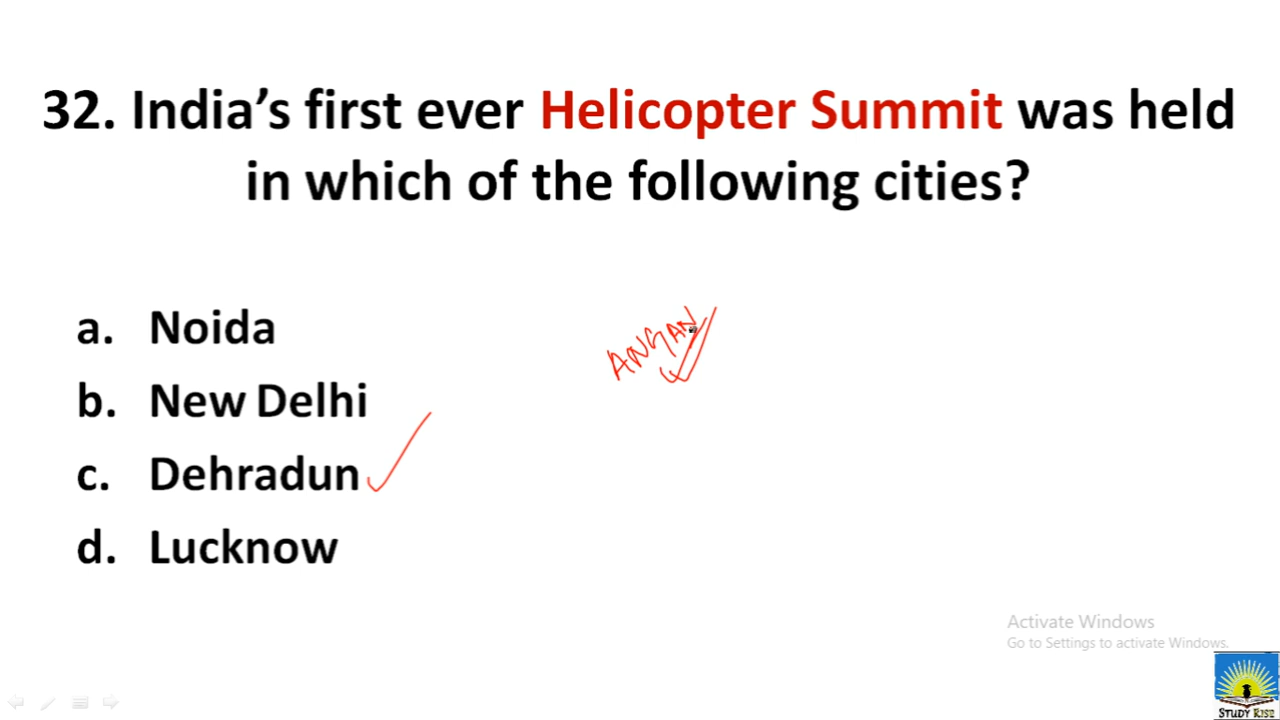 32. India’s first ever Helicopter Summit was held
in which of the following cities?
a. Noida
ANGAN
b. New Delhi
c. Dehradun
d. Lucknow
Activate Windows
Go to Settings to activate Windows.
STUDY RISE